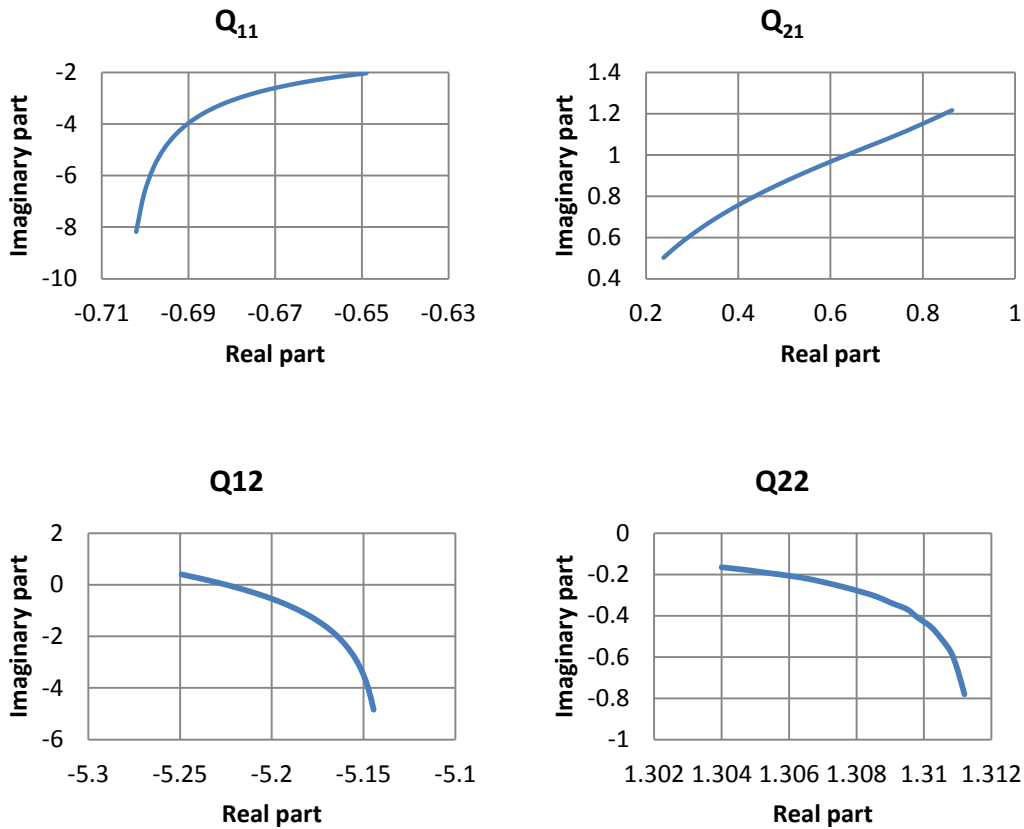 Q₁₁
Imaginary part
-2
-4
-6
-8
-10
-0.71 -0.69 -0.67 -0.65 -0.63
Real part
Q₂₁
Imaginary part
1.4
1.2
1
0.8
0.6
0.4
0.2 0.4 0.6 0.8 1
Real part
Q12
Imaginary part
2
0
-2
-4
-6
-5.3 -5.25 -5.2 -5.15 -5.1
Real part
Q22
Imaginary part
0
-0.2
-0.4
-0.6
-0.8
-1
1.302 1.304 1.306 1.308 1.31 1.312
Real part